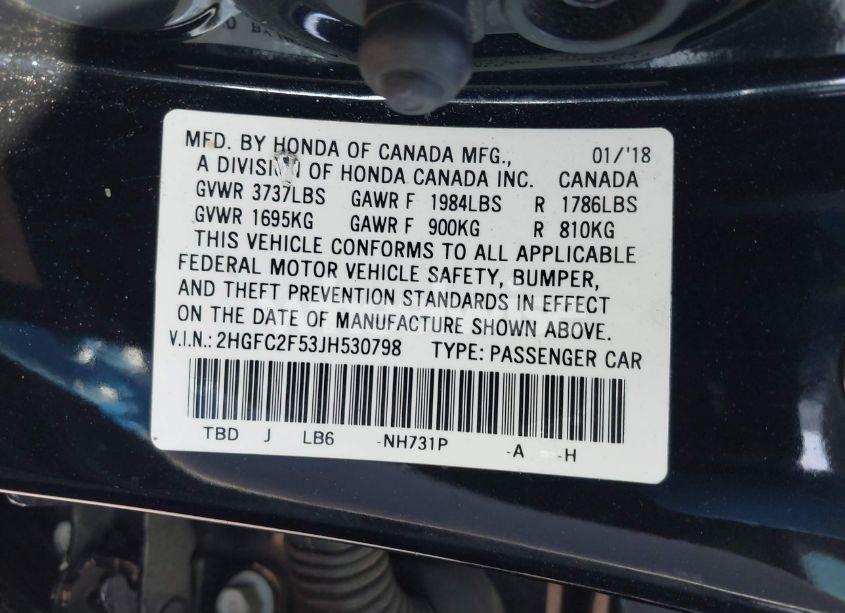 MFD. BY HONDA OF CANADA MFG., 01/'18
A DIVISION OF HONDA CANADA INC. CANADA
GVWR 3737LBS GAWR F 1984LBS R 1786LBS
GVWR 1695KG GAWR F 900KG R 810KG
THIS VEHICLE CONFORMS TO ALL APPLICABLE
FEDERAL MOTOR VEHICLE SAFETY, BUMPER,
AND THEFT PREVENTION STANDARDS IN EFFECT
ON THE DATE OF MANUFACTURE SHOWN ABOVE.
V.I.N.: 2HGFC2F53JH530798 TYPE: PASSENGER CAR
TBD J LB6 -NH731P -A -H